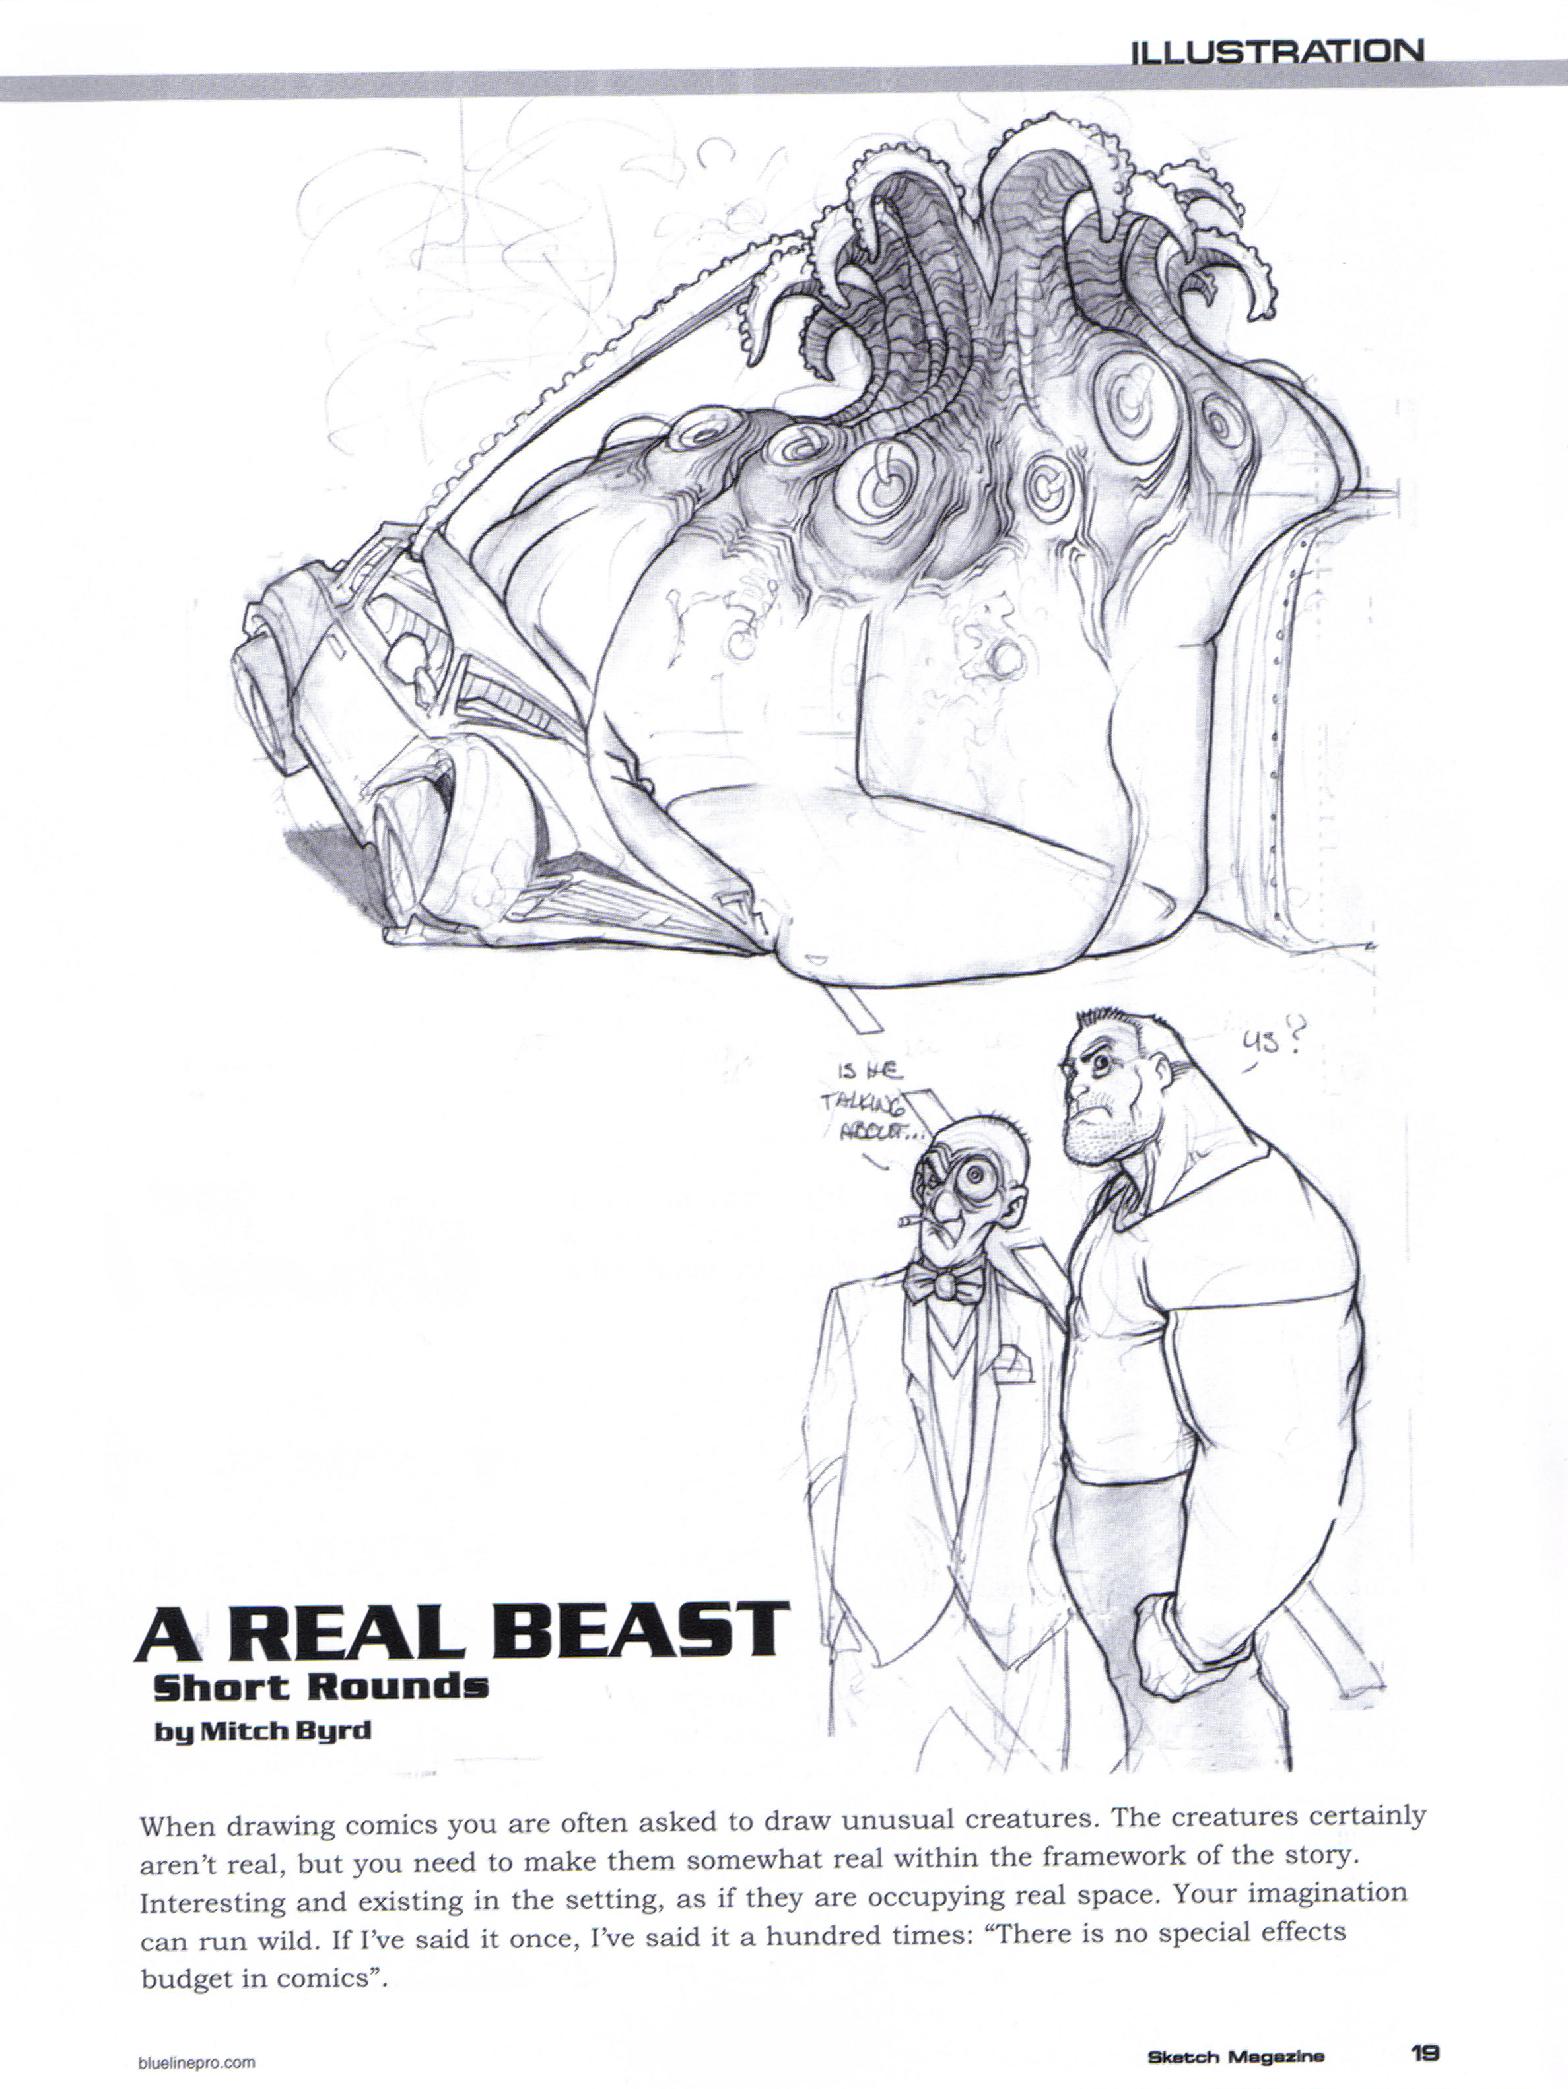 ILLUSTRATION
IS HE
TALKING
ABOUT...
US?
A REAL BEAST
Short Rounds
by Mitch Byrd
When drawing comics you are often asked to draw unusual creatures. The creatures certainly
aren't real, but you need to make them somewhat real within the framework of the story.
Interesting and existing in the setting, as if they are occupying real space. Your imagination
can run wild. If I've said it once, I've said it a hundred times: “There is no special effects
budget in comics”.
bluelinepro.com
Sketch Magazine 19